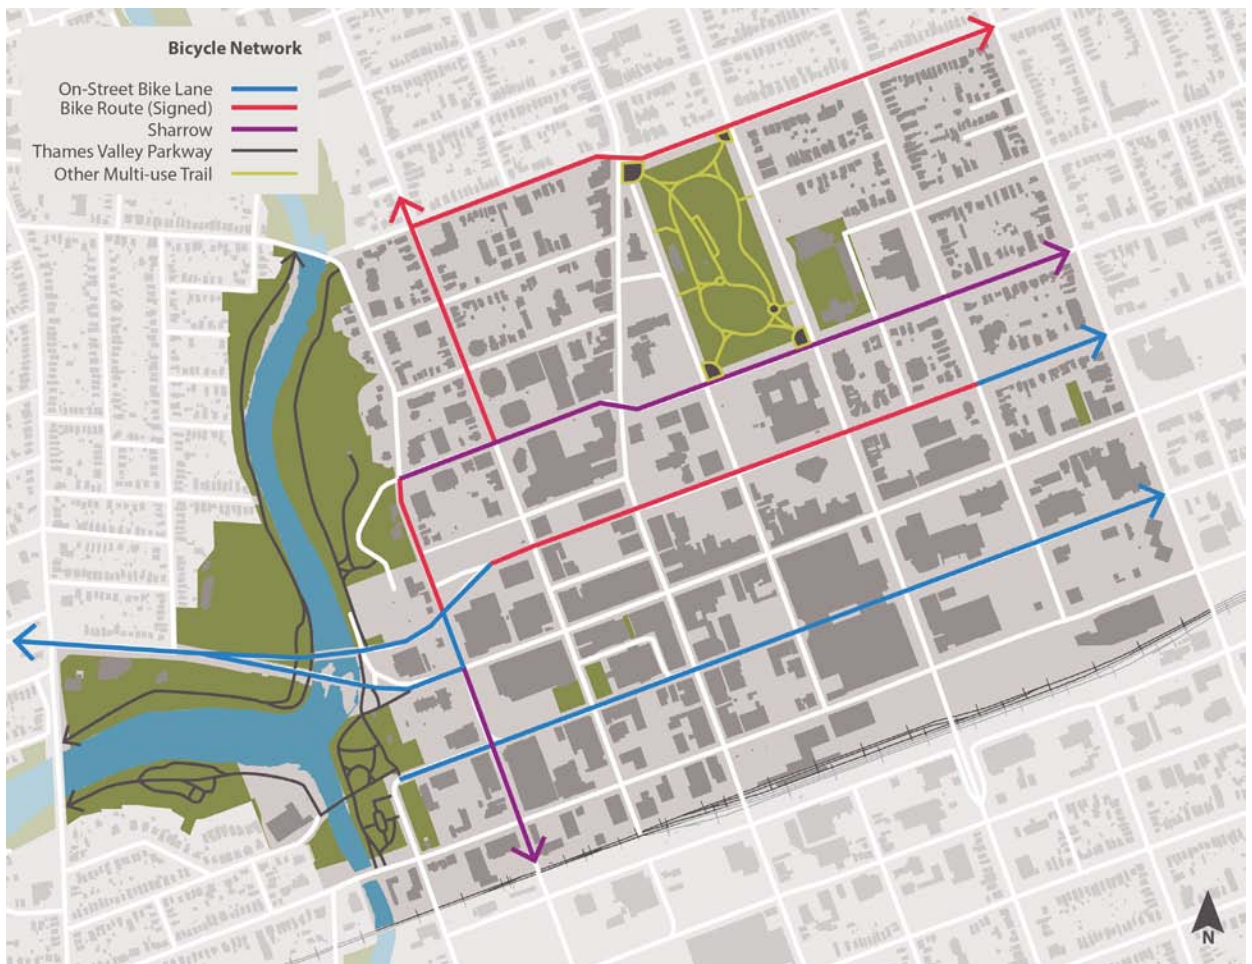 Bicycle Network
On-Street Bike Lane
Bike Route (Signed)
Sharrow
Thames Valley Parkway
Other Multi-use Trail
N